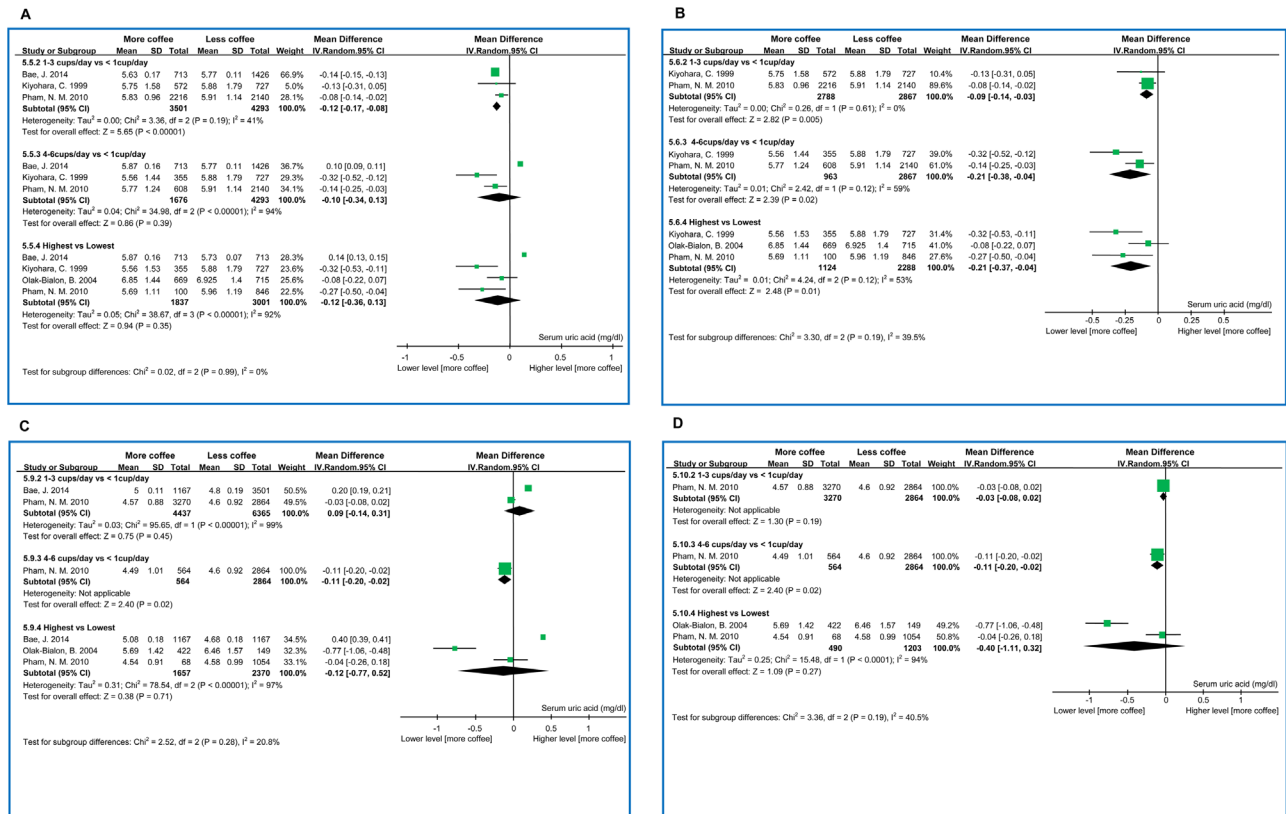 A
More coffee Less coffee Mean Difference Mean Difference
Study or Subgroup Mean SD Total Mean SD Total Weight IV.Random.95% CI IV.Random.95% CI
5.5.2 1-3 cups/day vs < 1cup/day
Bae, J. 2014 5.63 0.17 713 5.77 0.11 1426 66.9% -0.14 [-0.15, -0.13]
Kiyohara, C. 1999 5.75 1.58 572 5.88 1.79 727 5.0% -0.13 [-0.31, 0.05]
Pham, N. M. 2010 5.83 0.96 2216 5.91 1.14 2140 28.1% -0.08 [-0.14, -0.02]
Subtotal (95% CI) 3501 4293 100.0% -0.12 [-0.17, -0.08]
Heterogeneity: Tau² = 0.00; Chi² = 3.36, df = 2 (P = 0.19); I² = 41%
Test for overall effect: Z = 5.65 (P < 0.00001)
5.5.3 4-6cups/day vs < 1cup/day
Bae, J. 2014 5.87 0.16 713 5.77 0.11 1426 36.7% 0.10 [0.09, 0.11]
Kiyohara, C. 1999 5.56 1.44 355 5.88 1.79 727 29.3% -0.32 [-0.52, -0.12]
Pham, N. M. 2010 5.77 1.24 608 5.91 1.14 2140 34.1% -0.14 [-0.25, -0.03]
Subtotal (95% CI) 1676 4293 100.0% -0.10 [-0.34, 0.13]
Heterogeneity: Tau² = 0.04; Chi² = 34.98, df = 2 (P < 0.00001); I² = 94%
Test for overall effect: Z = 0.86 (P = 0.39)
5.5.4 Highest vs Lowest
Bae, J. 2014 5.87 0.16 713 5.73 0.07 713 28.1% 0.14 [0.13, 0.15]
Kiyohara, C. 1999 5.56 1.53 355 5.88 1.79 727 23.6% -0.32 [-0.53, -0.11]
Olak-Bialon, B. 2004 6.85 1.44 669 6.925 1.4 715 26.0% -0.08 [-0.22, 0.07]
Pham, N. M. 2010 5.69 1.11 100 5.96 1.19 846 22.5% -0.27 [-0.50, -0.04]
Subtotal (95% CI) 1837 3001 100.0% -0.12 [-0.36, 0.13]
Heterogeneity: Tau² = 0.05; Chi² = 38.67, df = 3 (P < 0.00001); I² = 92%
Test for overall effect: Z = 0.94 (P = 0.35)
Serum uric acid (mg/dl)
-1 -0.5 0 0.5 1
Lower level [more coffee] Higher level [more coffee]
Test for subgroup differences: Chi² = 0.02, df = 2 (P = 0.99), I² = 0%
B
More coffee Less coffee Mean Difference Mean Difference
Study or Subgroup Mean SD Total Mean SD Total Weight IV.Random.95% CI IV.Random.95% CI
5.6.2 1-3 cups/day vs < 1cup/day
Kiyohara, C. 1999 5.75 1.58 572 5.88 1.79 727 10.4% -0.13 [-0.31, 0.05]
Pham, N. M. 2010 5.83 0.96 2216 5.91 1.14 2140 89.6% -0.08 [-0.14, -0.02]
Subtotal (95% CI) 2788 2867 100.0% -0.09 [-0.14, -0.03]
Heterogeneity: Tau² = 0.00; Chi² = 0.26, df = 1 (P = 0.61); I² = 0%
Test for overall effect: Z = 2.82 (P = 0.005)
5.6.3 4-6cups/day vs < 1cup/day
Kiyohara, C. 1999 5.56 1.44 355 5.88 1.79 727 39.0% -0.32 [-0.52, -0.12]
Pham, N. M. 2010 5.77 1.24 608 5.91 1.14 2140 61.0% -0.14 [-0.25, -0.03]
Subtotal (95% CI) 963 2867 100.0% -0.21 [-0.38, -0.04]
Heterogeneity: Tau² = 0.01; Chi² = 2.42, df = 1 (P = 0.12); I² = 59%
Test for overall effect: Z = 2.39 (P = 0.02)
5.6.4 Highest vs Lowest
Kiyohara, C. 1999 5.56 1.53 355 5.88 1.79 727 31.4% -0.32 [-0.53, -0.11]
Olak-Bialon, B. 2004 6.85 1.44 669 6.925 1.4 715 41.0% -0.08 [-0.22, 0.07]
Pham, N. M. 2010 5.69 1.11 100 5.96 1.19 846 27.6% -0.27 [-0.50, -0.04]
Subtotal (95% CI) 1124 2288 100.0% -0.21 [-0.37, -0.04]
Heterogeneity: Tau² = 0.01; Chi² = 4.24, df = 2 (P = 0.12); I² = 53%
Test for overall effect: Z = 2.48 (P = 0.01)
Serum uric acid (mg/dl)
-0.5 -0.25 0 0.25 0.5
Lower level [more coffee] Higher level [more coffee]
Test for subgroup differences: Chi² = 3.30, df = 2 (P = 0.19), I² = 39.5%
C
More coffee Less coffee Mean Difference Mean Difference
Study or Subgroup Mean SD Total Mean SD Total Weight IV.Random.95% CI IV.Random.95% CI
5.9.2 1-3 cups/day vs < 1cup/day
Bae, J. 2014 5 0.11 1167 4.8 0.19 3501 50.5% 0.20 [0.19, 0.21]
Pham, N. M. 2010 4.57 0.88 3270 4.6 0.92 2864 49.5% -0.03 [-0.08, 0.02]
Subtotal (95% CI) 4437 6365 100.0% 0.09 [-0.14, 0.31]
Heterogeneity: Tau² = 0.03; Chi² = 95.65, df = 1 (P < 0.00001); I² = 99%
Test for overall effect: Z = 0.75 (P = 0.45)
5.9.3 4-6 cups/day vs < 1cup/day
Pham, N. M. 2010 4.49 1.01 564 4.6 0.92 2864 100.0% -0.11 [-0.20, -0.02]
Subtotal (95% CI) 564 2864 100.0% -0.11 [-0.20, -0.02]
Heterogeneity: Not applicable
Test for overall effect: Z = 2.40 (P = 0.02)
5.9.4 Highest vs Lowest
Bae, J. 2014 5.08 0.18 1167 4.68 0.18 1167 34.5% 0.40 [0.39, 0.41]
Olak-Bialon, B. 2004 5.69 1.42 422 6.46 1.57 149 32.3% -0.77 [-1.06, -0.48]
Pham, N. M. 2010 4.54 0.91 68 4.58 0.99 1054 33.1% -0.04 [-0.26, 0.18]
Subtotal (95% CI) 1657 2370 100.0% -0.12 [-0.77, 0.52]
Heterogeneity: Tau² = 0.31; Chi² = 78.54, df = 2 (P < 0.00001); I² = 97%
Test for overall effect: Z = 0.38 (P = 0.71)
Serum uric acid (mg/dl)
-1 -0.5 0 0.5 1
Lower level [more coffee] Higher level [more coffee]
Test for subgroup differences: Chi² = 2.52, df = 2 (P = 0.28), I² = 20.8%
D
More coffee Less coffee Mean Difference Mean Difference
Study or Subgroup Mean SD Total Mean SD Total Weight IV.Random.95% CI IV.Random.95% CI
5.10.2 1-3 cups/day vs < 1cup/day
Pham, N. M. 2010 4.57 0.88 3270 4.6 0.92 2864 100.0% -0.03 [-0.08, 0.02]
Subtotal (95% CI) 3270 2864 100.0% -0.03 [-0.08, 0.02]
Heterogeneity: Not applicable
Test for overall effect: Z = 1.30 (P = 0.19)
5.10.3 4-6 cups/day vs < 1cup/day
Pham, N. M. 2010 4.49 1.01 564 4.6 0.92 2864 100.0% -0.11 [-0.20, -0.02]
Subtotal (95% CI) 564 2864 100.0% -0.11 [-0.20, -0.02]
Heterogeneity: Not applicable
Test for overall effect: Z = 2.40 (P = 0.02)
5.10.4 Highest vs Lowest
Olak-Bialon, B. 2004 5.69 1.42 422 6.46 1.57 149 49.2% -0.77 [-1.06, -0.48]
Pham, N. M. 2010 4.54 0.91 68 4.58 0.99 1054 50.8% -0.04 [-0.26, 0.18]
Subtotal (95% CI) 490 1203 100.0% -0.40 [-1.11, 0.32]
Heterogeneity: Tau² = 0.25; Chi² = 15.48, df = 1 (P < 0.0001); I² = 94%
Test for overall effect: Z = 1.09 (P = 0.27)
Serum uric acid (mg/dl)
-1 -0.5 0 0.5 1
Lower level [more coffee] Higher level [more coffee]
Test for subgroup differences: Chi² = 3.36, df = 2 (P = 0.19), I² = 40.5%